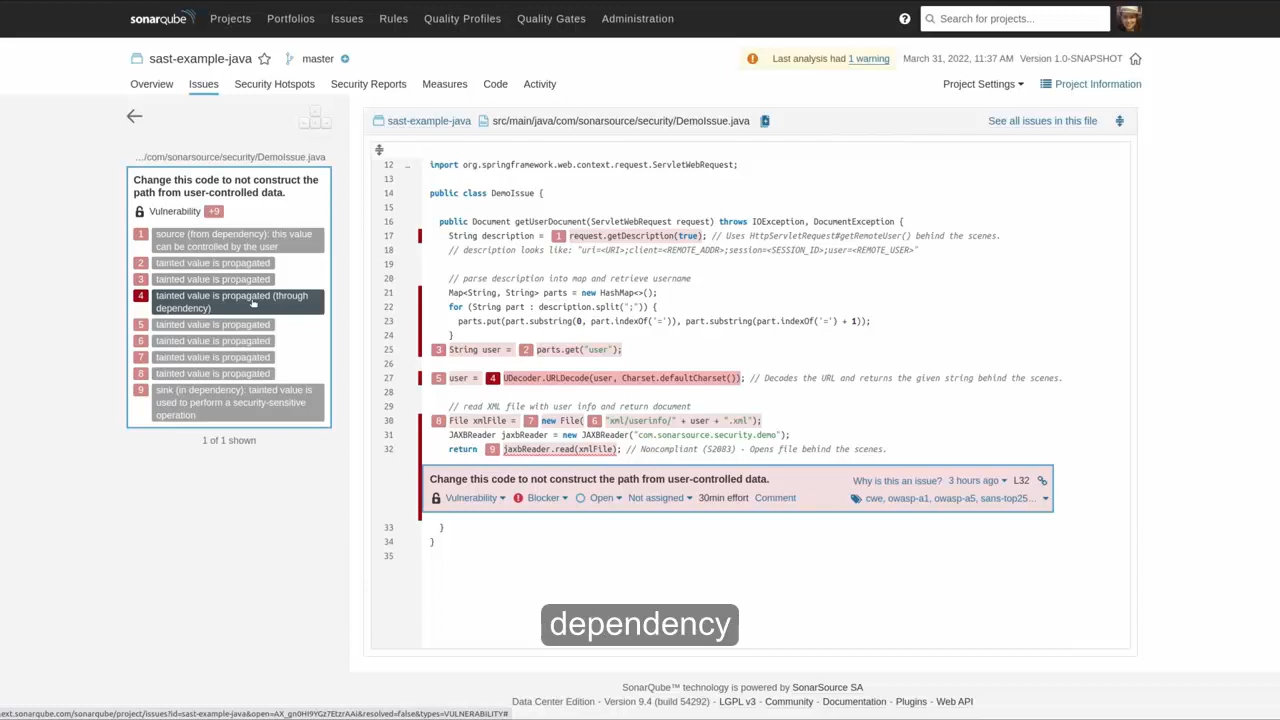 sonarqube Projects Portfolios Issues Rules Quality Profiles Quality Gates Administration ? Search for projects...
sast-example-java master Last analysis had 1 warning March 31, 2022, 11:37 AM Version 1.0-SNAPSHOT
Overview Issues Security Hotspots Security Reports Measures Code Activity Project Settings Project Information
.../com/sonarsource/security/DemoIssue.java
Change this code to not construct the
path from user-controlled data.
Vulnerability +9
1 source (from dependency): this value
can be controlled by the user
2 tainted value is propagated
3 tainted value is propagated
4 tainted value is propagated (through
dependency)
5 tainted value is propagated
6 tainted value is propagated
7 tainted value is propagated
8 tainted value is propagated
9 sink (in dependency): tainted value is
used to perform a security-sensitive
operation
1 of 1 shown
sast-example-java src/main/java/com/sonarsource/security/DemoIssue.java See all issues in this file
12 ... import org.springframework.web.context.request.ServletWebRequest;
13
14 public class DemoIssue {
15
16 public Document getUserDocument(ServletWebRequest request) throws IOException, DocumentException {
17 String description = 1 request.getDescription(true); // Uses HttpServletRequest#getRemoteUser() behind the scenes.
18 // description looks like: "uri=<URI>;client=<REMOTE_ADDR>;session=<SESSION_ID>;user=<REMOTE_USER>"
19
20 // parse description into map and retrieve username
21 Map<String, String> parts = new HashMap<>();
22 for (String part : description.split(";")) {
23 parts.put(part.substring(0, part.indexOf('=')), part.substring(part.indexOf('=') + 1));
24 }
25 3 String user = 2 parts.get("user");
26
27 5 user = 4 UDecoder.URLDecode(user, Charset.defaultCharset()); // Decodes the URL and returns the given string behind the scenes.
28
29 // read XML file with user info and return document
30 8 File xmlFile = 7 new File( 6 "xml/userinfo/" + user + ".xml");
31 JAXBReader jaxbReader = new JAXBReader("com.sonarsource.security.demo");
32 return 9 jaxbReader.read(xmlFile); // Noncompliant (S2083) - Opens file behind the scenes.
Change this code to not construct the path from user-controlled data. Why is this an issue? 3 hours ago L32
Vulnerability Blocker Open Not assigned 30min effort Comment cwe, owasp-a1, owasp-a5, sans-top25...
33 }
34 }
35
dependency
SonarQube™ technology is powered by SonarSource SA
Data Center Edition - Version 9.4 (build 54292) - LGPL v3 - Community - Documentation - Plugins - Web API